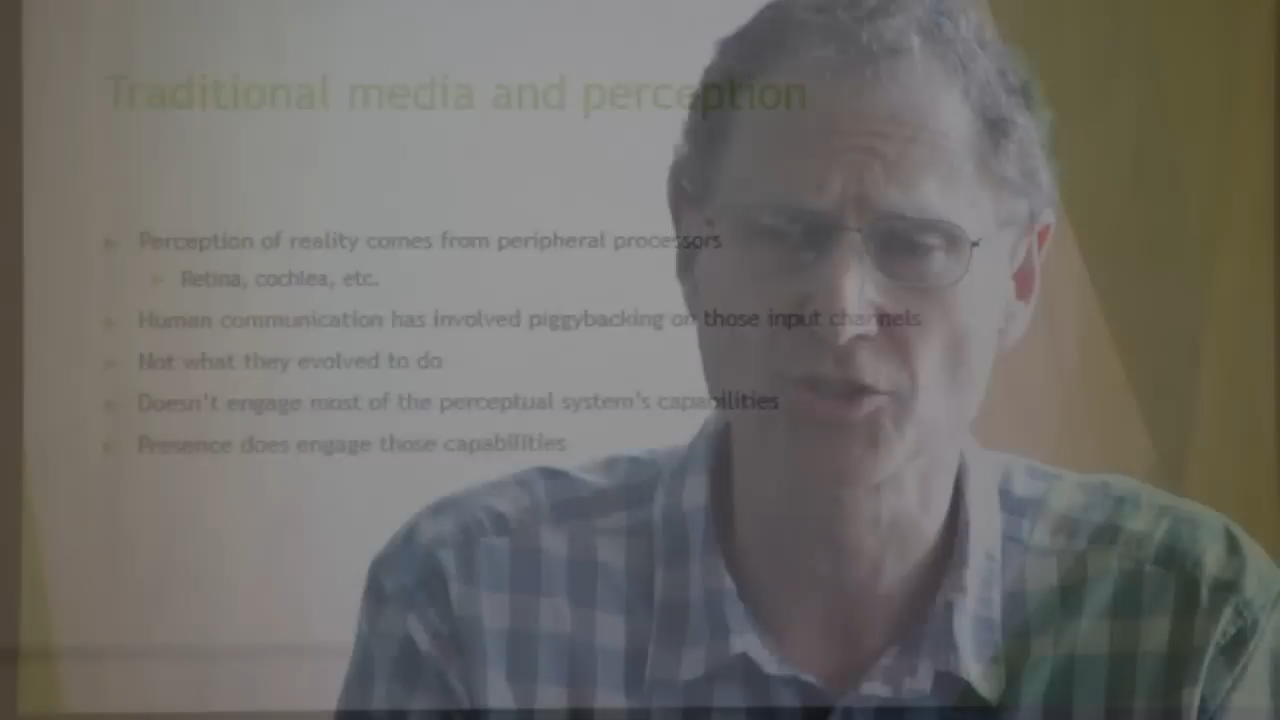 Traditional media and perception
Perception of reality comes from peripheral processors
Retina, cochlea, etc.
Human communication has involved piggybacking on those input channels
Not what they evolved to do
Doesn't engage most of the perceptual system's capabilities
Presence does engage those capabilities